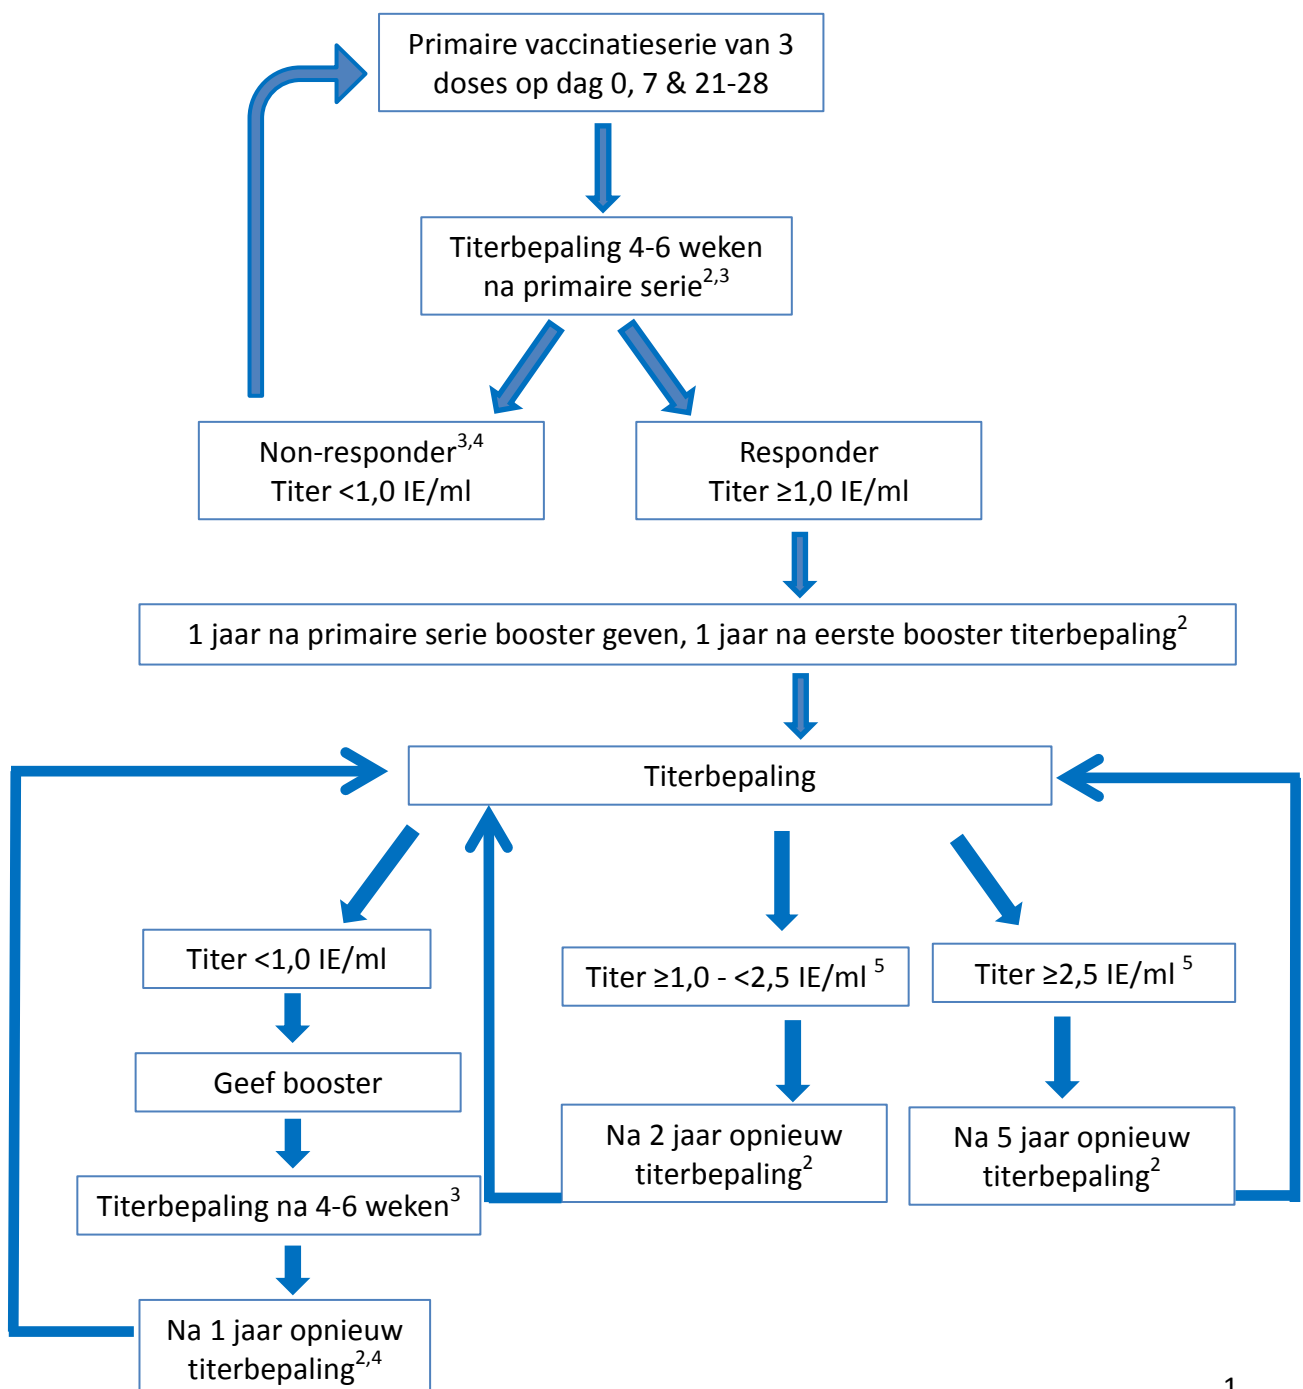 Primaire vaccinatieserie van 3
doses op dag 0, 7 & 21-28
Titerbepaling 4-6 weken
na primaire serie2,3
Non-responder3,4
Titer <1,0 IE/ml
Responder
Titer ≥1,0 IE/ml
1 jaar na primaire serie booster geven, 1 jaar na eerste booster titerbepaling2
Titerbepaling
Titer <1,0 IE/ml
Geef booster
Titerbepaling na 4-6 weken3
Na 1 jaar opnieuw
titerbepaling2,4
Titer ≥1,0 - <2,5 IE/ml 5
Na 2 jaar opnieuw
titerbepaling2
Titer ≥2,5 IE/ml 5
Na 5 jaar opnieuw
titerbepaling2
1